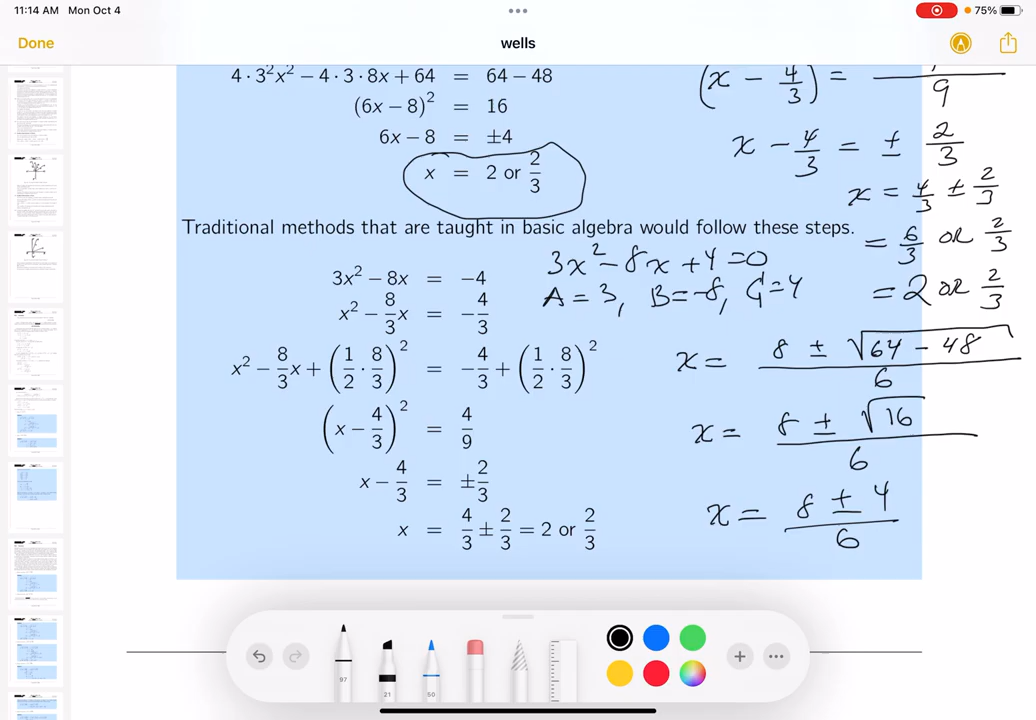 11:14 AM Mon Oct 4
75%
Done
wells
4 · 3²x² − 4 · 3 · 8x + 64 = 64 − 48
(6x − 8)² = 16
6x − 8 = ±4
x = 2 or 2/3
(x − 4/3) = 9
x − 4/3 = ± 2/3
x = 4/3 ± 2/3
= 6/3 OR 2/3
= 2 OR 2/3
Traditional methods that are taught in basic algebra would follow these steps.
3x² − 8x = −4
x² − 8/3x = −4/3
x² − 8/3x + (1/2 · 8/3)² = −4/3 + (1/2 · 8/3)²
(x − 4/3)² = 4/9
x − 4/3 = ±2/3
x = 4/3 ± 2/3 = 2 or 2/3
3x² − 8x + 4 = 0
A = 3, B = −8, C = 4
x = 8 ± √64 − 48 / 6
x = 8 ± √16 / 6
x = 8 ± 4 / 6
97
21
50